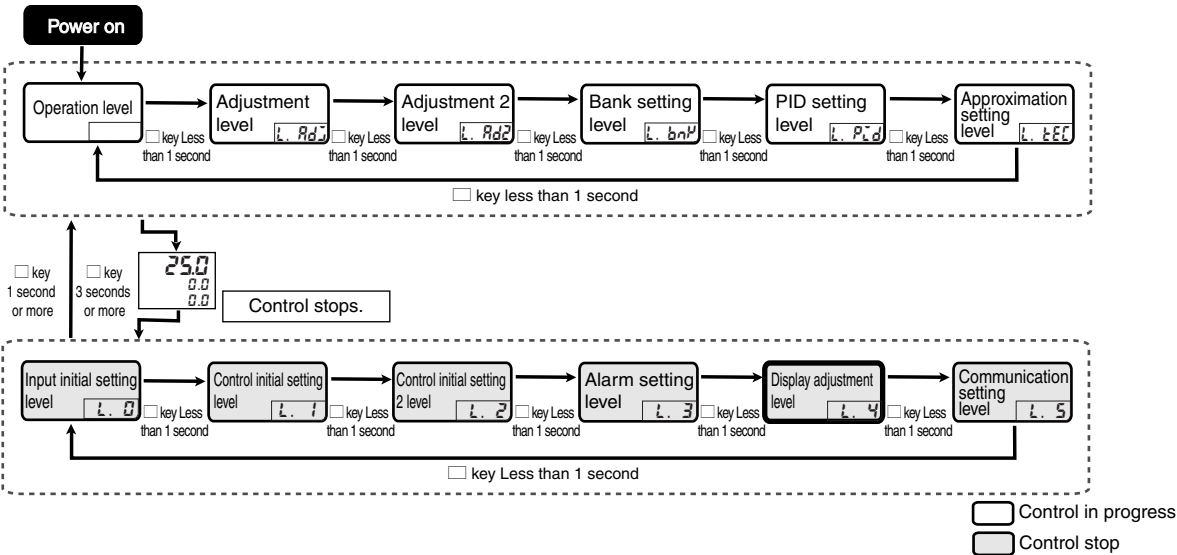 Power on
Operation level
Adjustment
level
L. Adj
Adjustment 2
level
L. Ad2
Bank setting
level
L. bnk
PID setting
level
L. Pid
Approximation
setting
level
L. tEC
□ key Less
than 1 second
□ key Less
than 1 second
□ key Less
than 1 second
□ key Less
than 1 second
□ key Less
than 1 second
□ key less than 1 second
□ key
1 second
or more
□ key
3 seconds
or more
25.0
0.0
0.0
Control stops.
Input initial setting
level
L. 0
Control initial setting
level
L. 1
Control initial setting
2 level
L. 2
Alarm setting
level
L. 3
Display adjustment
level
L. 4
Communication
setting
level
L. 5
□ key Less
than 1 second
□ key Less
than 1 second
□ key Less
than 1 second
□ key Less
than 1 second
□ key Less
than 1 second
□ key Less than 1 second
Control in progress
Control stop